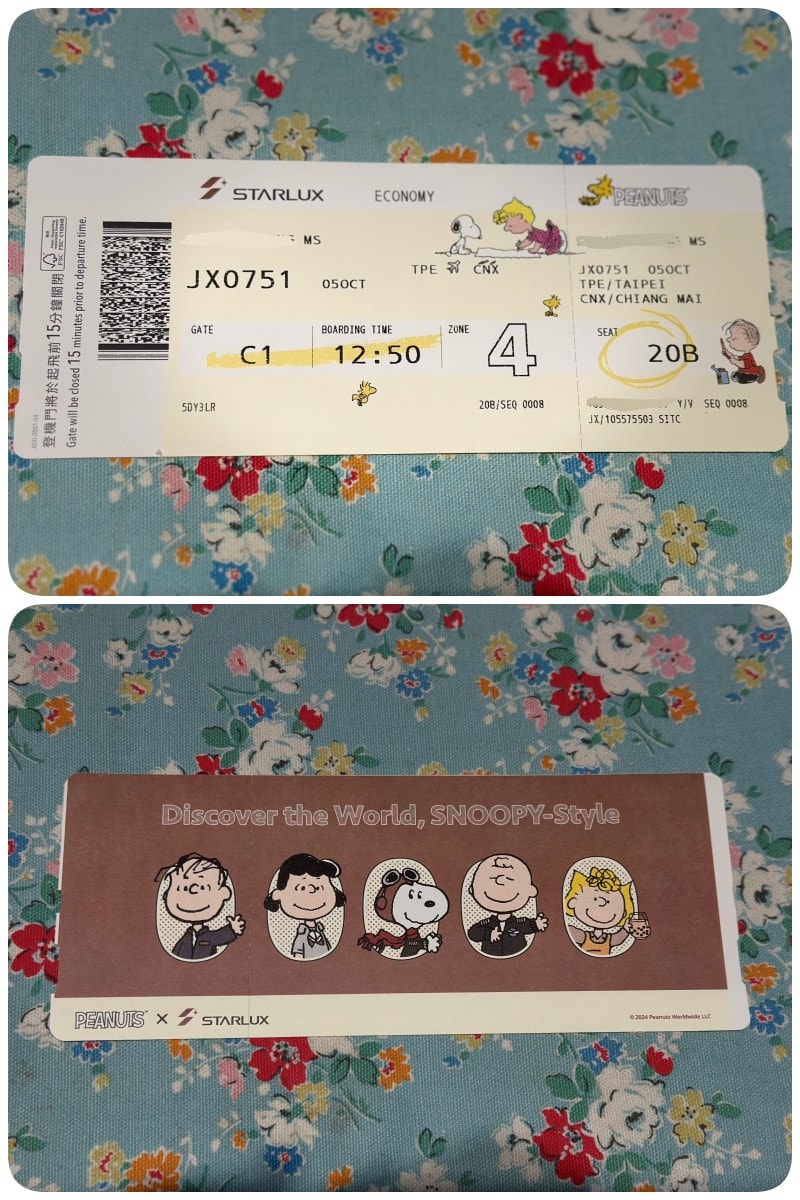 STARLUX
ECONOMY
PEANUTS
MS
MS
JX0751 05OCT
TPE CNX
JX0751 05OCT
TPE/TAIPEI
CNX/CHIANG MAI
GATE
BOARDING TIME
ZONE
SEAT
C1
12:50
4
20B
5DY3LR
20B/SEQ 0008
Y/V SEQ 0008
JX/105575503 SITC
登機門將於起飛前15分鐘關閉
Gate will be closed 15 minutes prior to departure time.
FSC
Discover the World, SNOOPY-Style
PEANUTS × STARLUX
© 2024 Peanuts Worldwide LLC